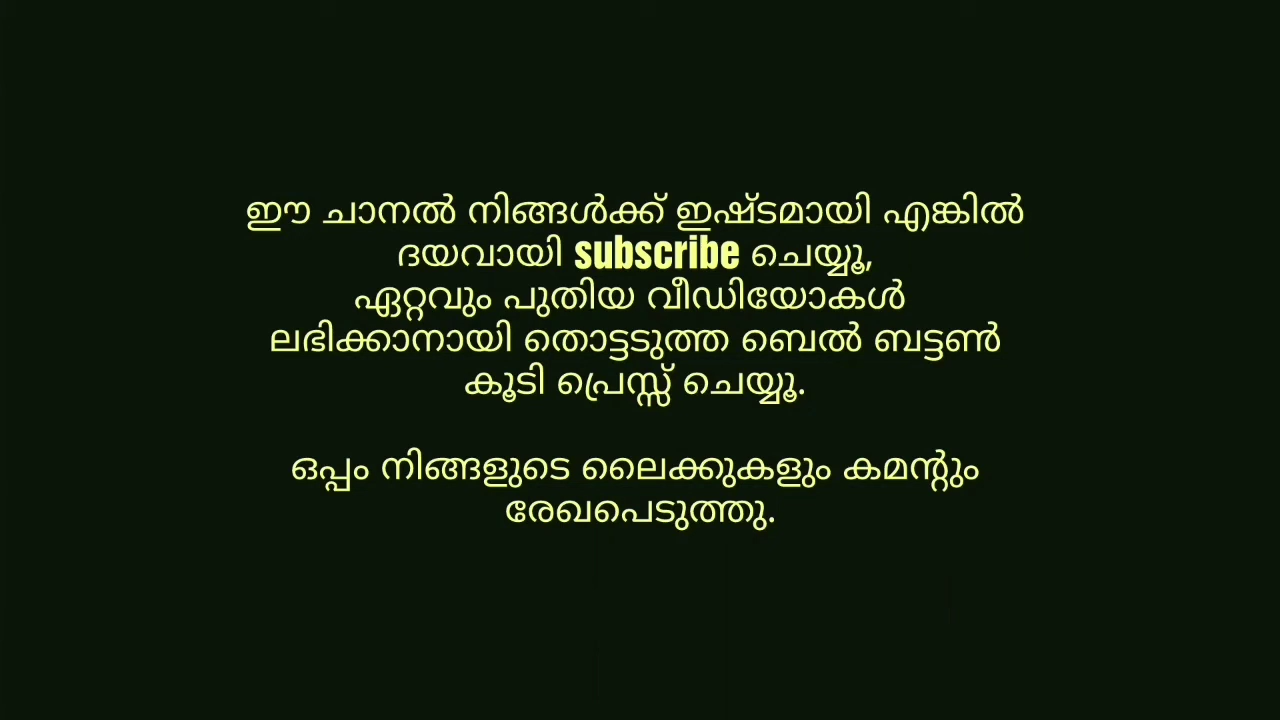 ഈ ചാനൽ നിങ്ങൾക്ക് ഇഷ്ടമായി എങ്കിൽ
ദയവായി subscribe ചെയ്യൂ,
ഏറ്റവും പുതിയ വീഡിയോകൾ
ലഭിക്കാനായി തൊട്ടടുത്ത ബെൽ ബട്ടൺ
കൂടി പ്രെസ്സ് ചെയ്യൂ.
ഒപ്പം നിങ്ങളുടെ ലൈക്കുകളും കമന്റും
രേഖപെടുത്തു.